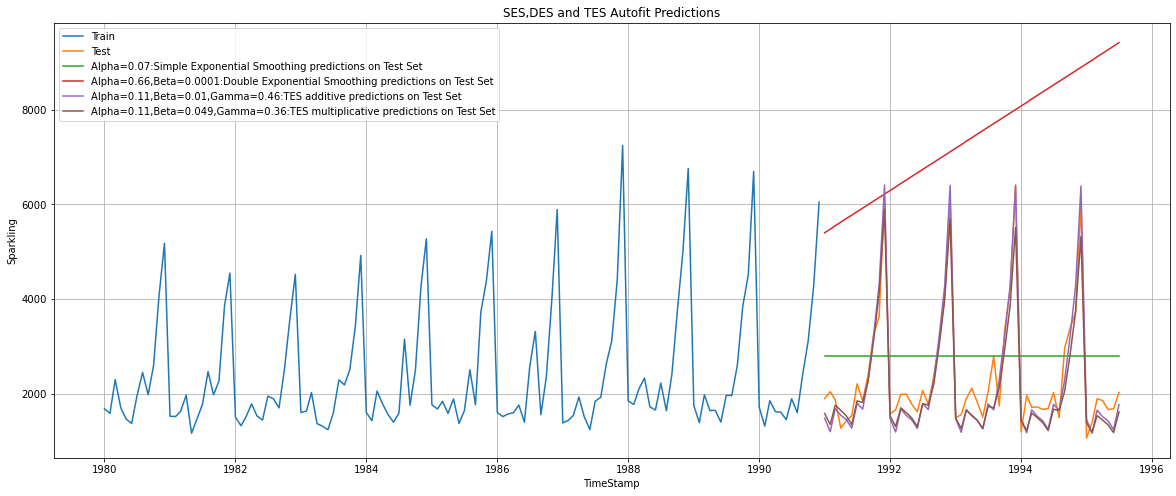 SES,DES and TES Autofit Predictions
Train
Test
Alpha=0.07:Simple Exponential Smoothing predictions on Test Set
Alpha=0.66,Beta=0.0001:Double Exponential Smoothing predictions on Test Set
Alpha=0.11,Beta=0.01,Gamma=0.46:TES additive predictions on Test Set
Alpha=0.11,Beta=0.049,Gamma=0.36:TES multiplicative predictions on Test Set
Sparkling
8000
6000
4000
2000
1980 1982 1984 1986 1988 1990 1992 1994 1996
TimeStamp